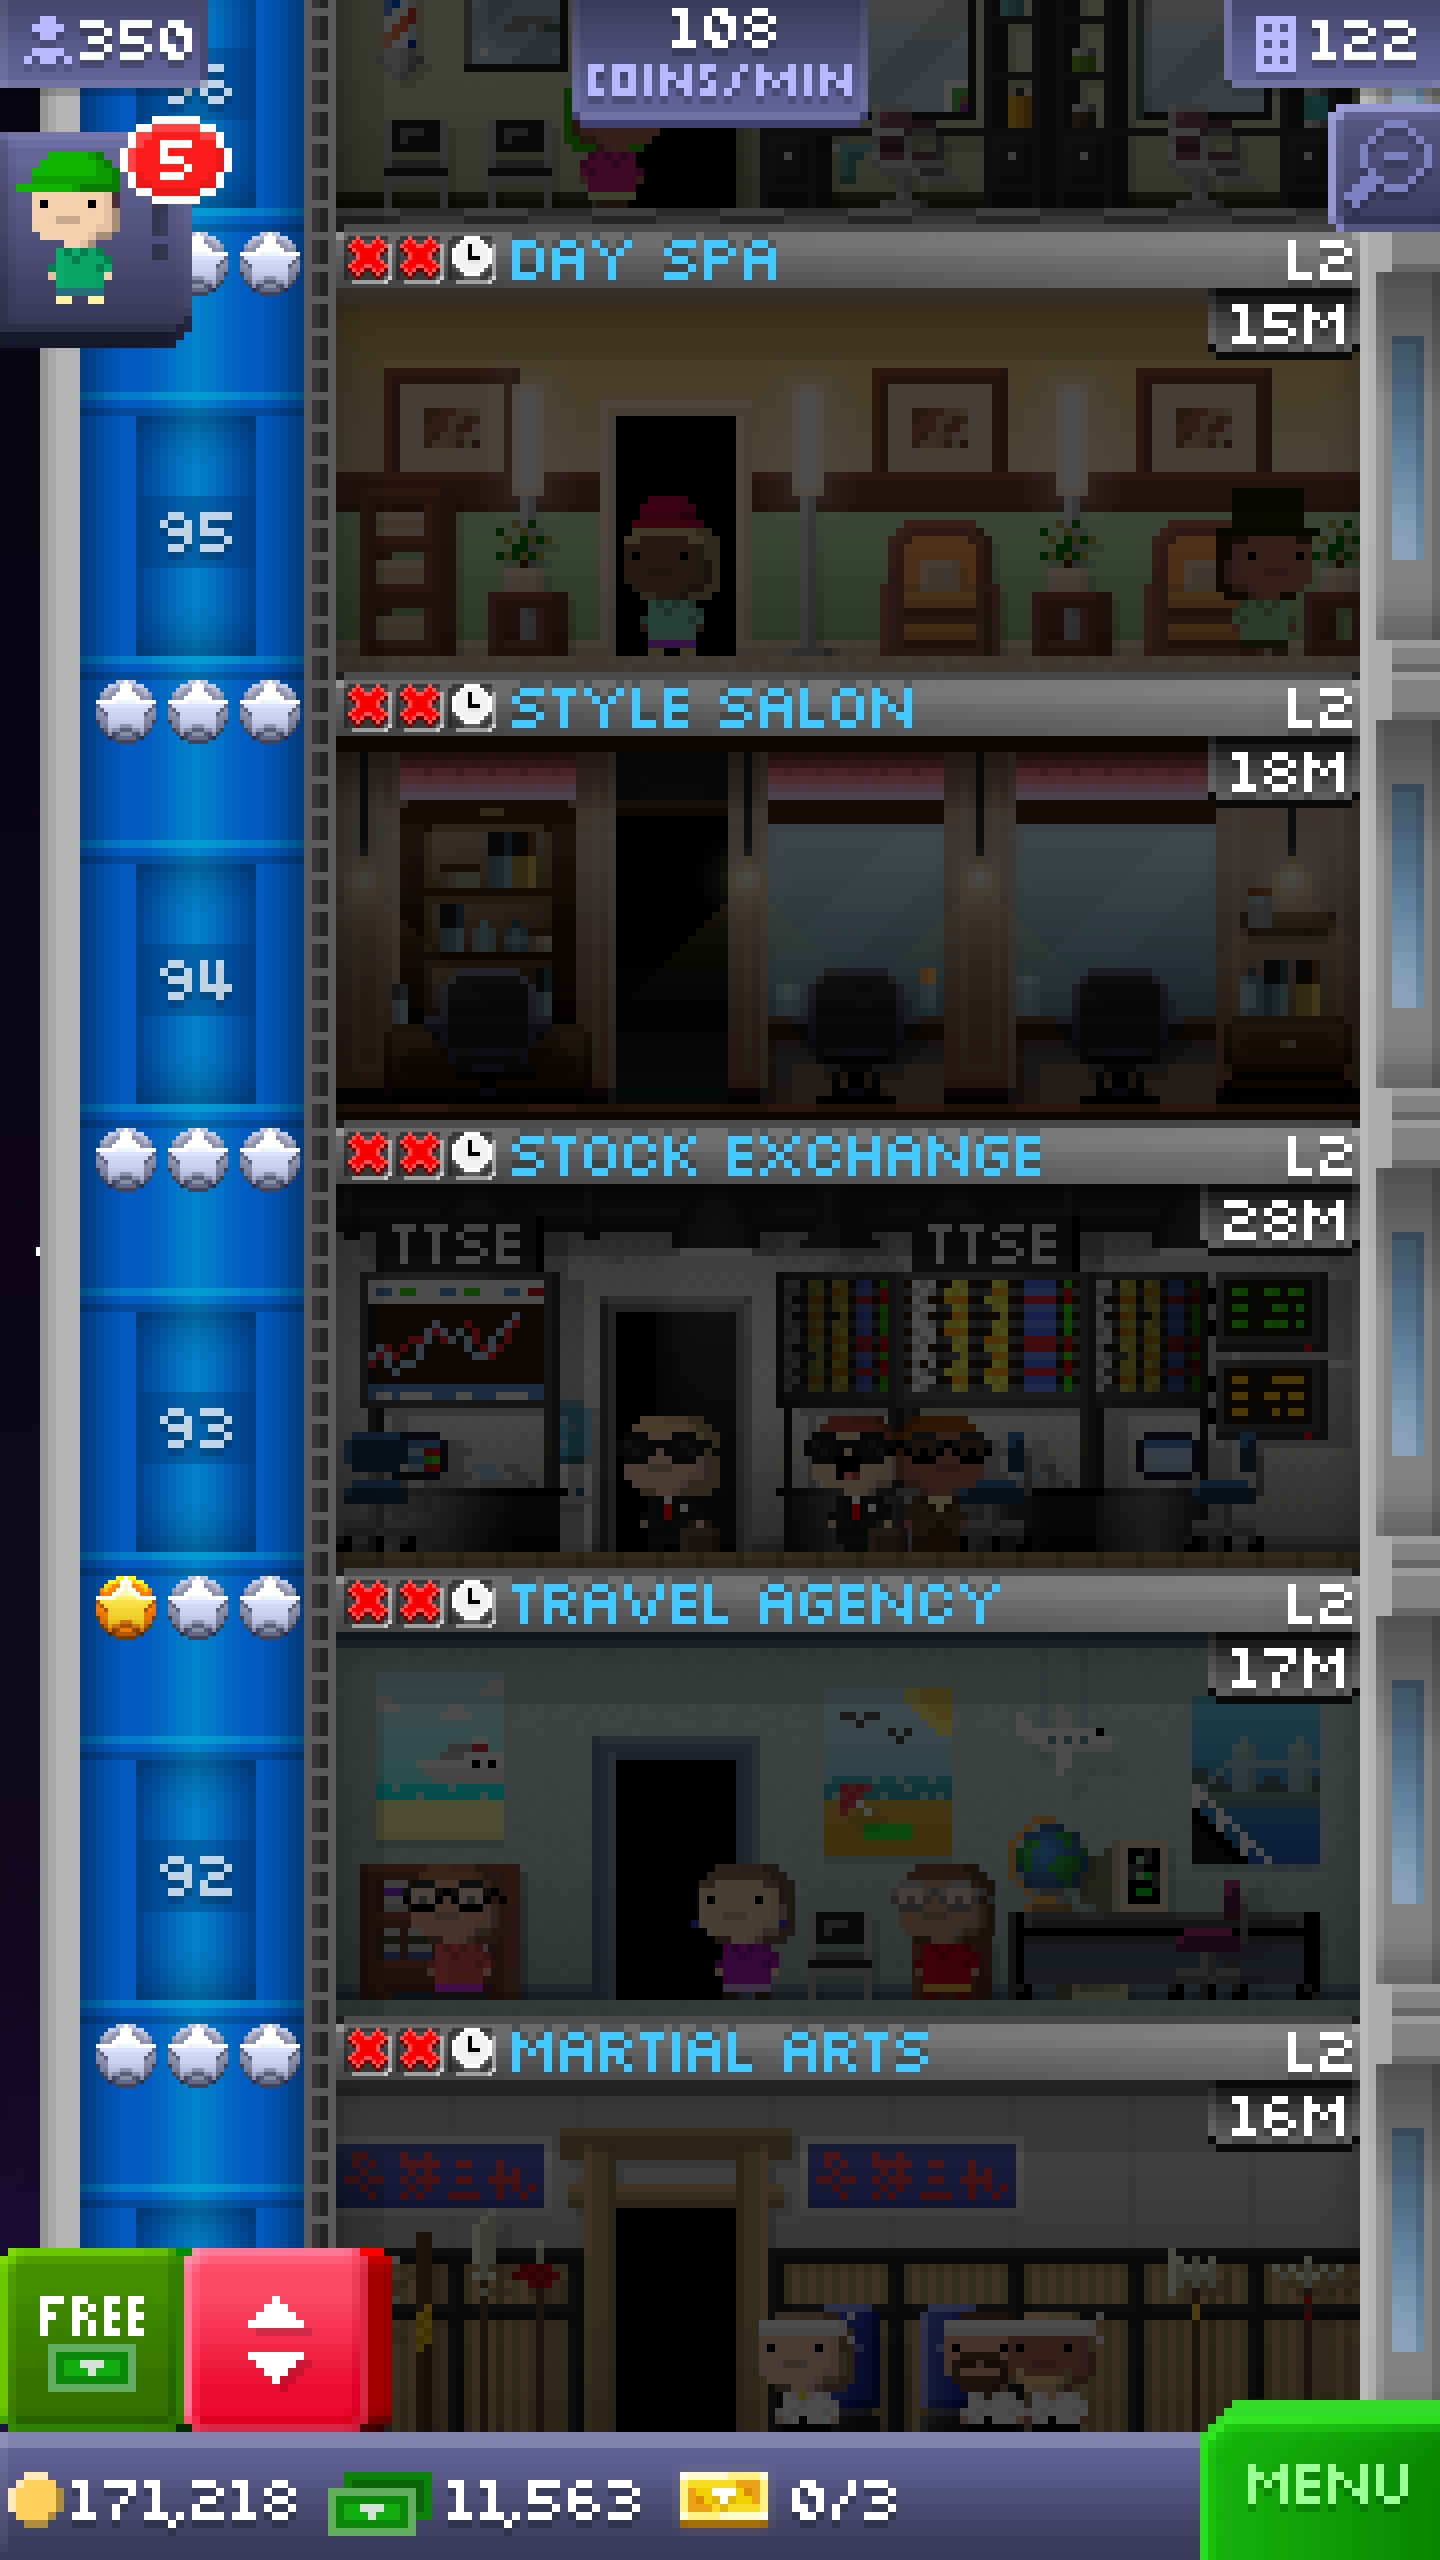 350
108
COINS/MIN
122
96
5
DAY SPA
L2
15M
95
STYLE SALON
L2
18M
94
STOCK EXCHANGE
L2
28M
TTSE
TTSE
93
TRAVEL AGENCY
L2
17M
92
MARTIAL ARTS
L2
16M
FREE
171,218
11,563
0/3
MENU